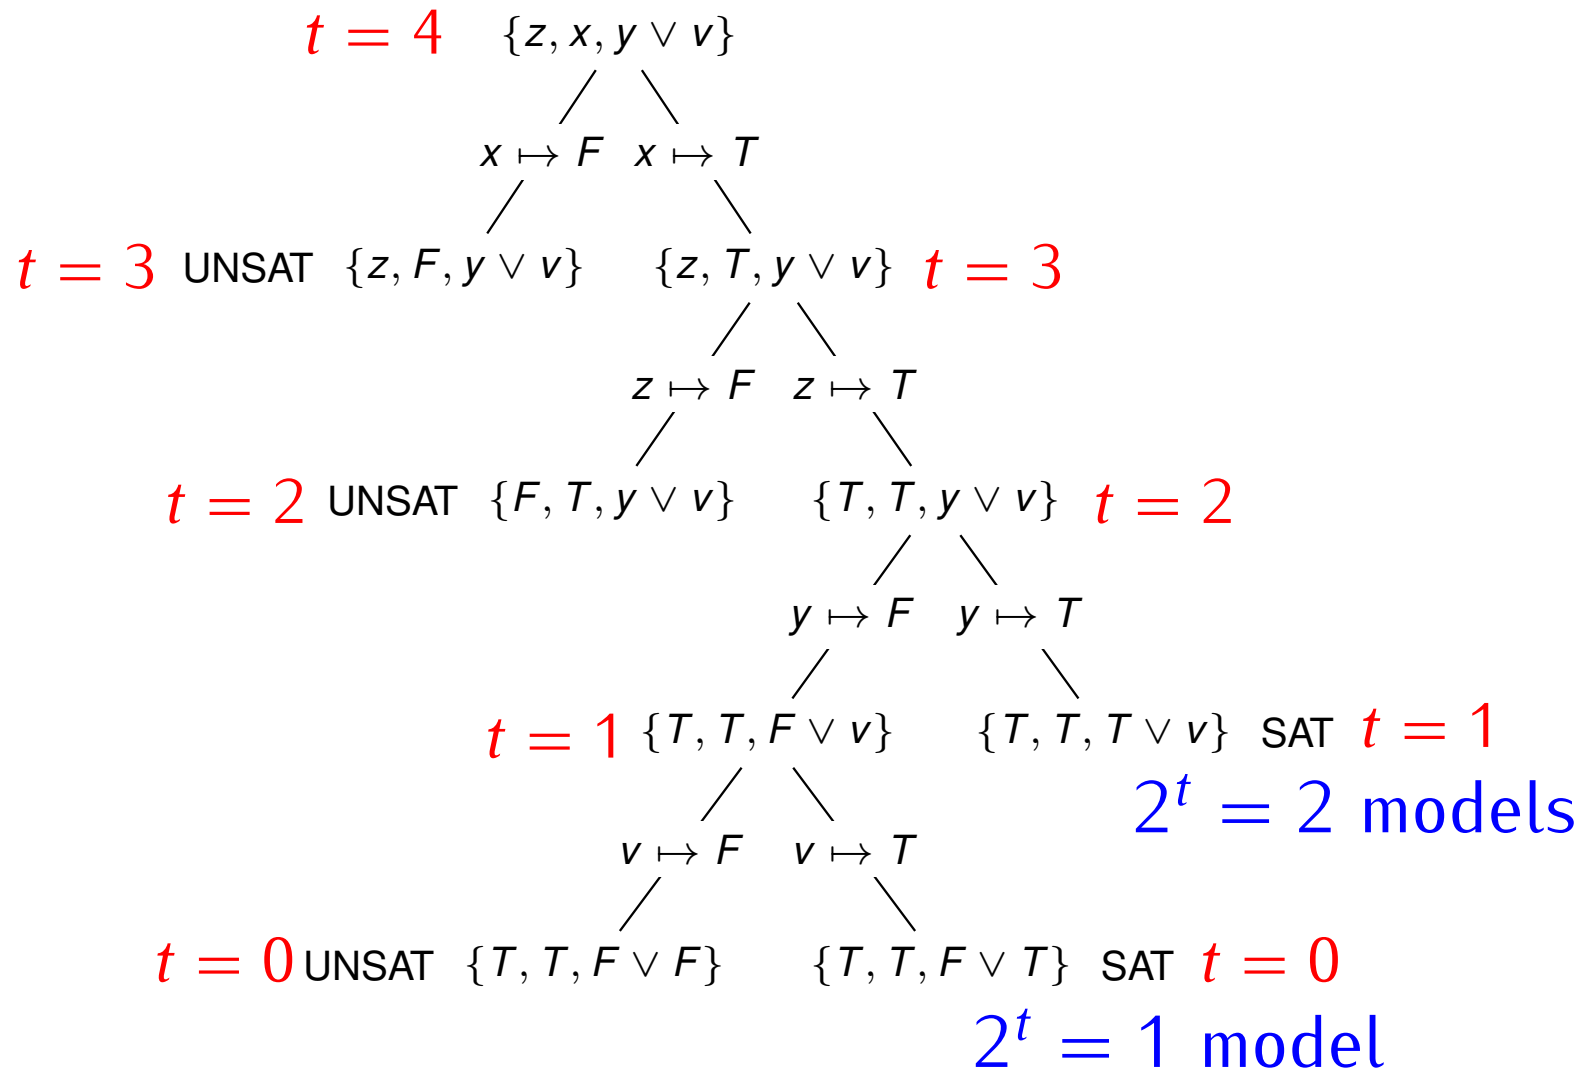 t = 4 {z, x, y ∨ v}
x ↦ F x ↦ T
t = 3 UNSAT {z, F, y ∨ v} {z, T, y ∨ v} t = 3
z ↦ F z ↦ T
t = 2 UNSAT {F, T, y ∨ v} {T, T, y ∨ v} t = 2
y ↦ F y ↦ T
t = 1 {T, T, F ∨ v} {T, T, T ∨ v} SAT t = 1
2^t = 2 models
v ↦ F v ↦ T
t = 0 UNSAT {T, T, F ∨ F} {T, T, F ∨ T} SAT t = 0
2^t = 1 model